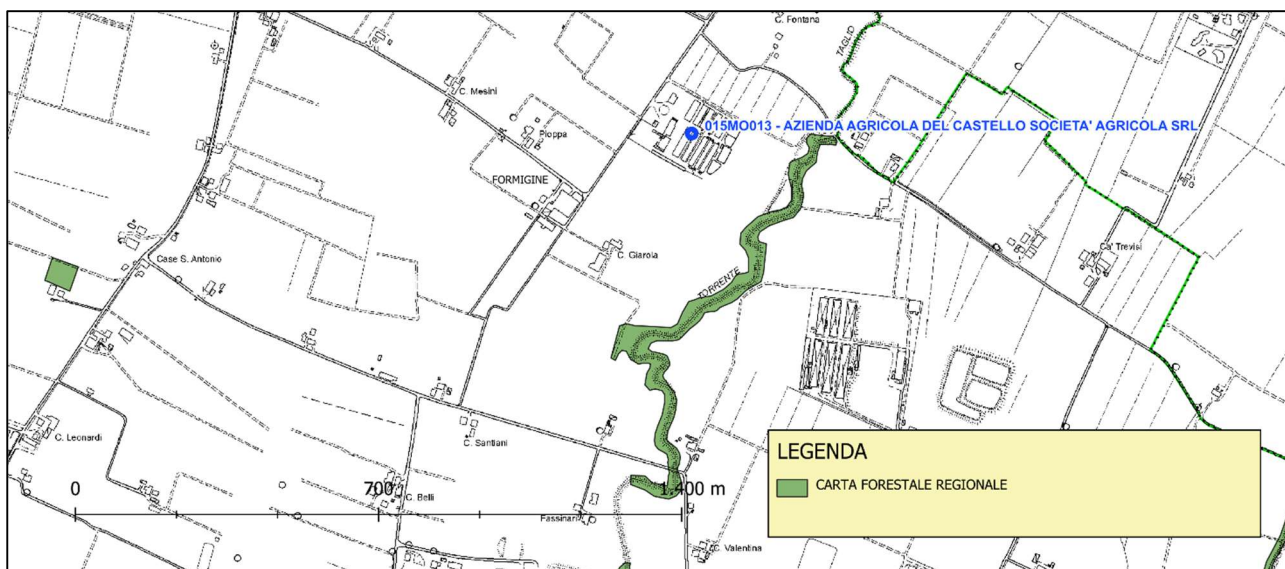 C. Fontana
TAGLIO
C. Mesini
Pioppa
015MO013 - AZIENDA AGRICOLA DEL CASTELLO SOCIETA' AGRICOLA SRL
FORMIGINE
C. Giarola
Ca' Trevisi
Case S. Antonio
TORRENTE
C. Leonardi
C. Santiani
LEGENDA
CARTA FORESTALE REGIONALE
0
700
1.400 m
C. Belli
Fassinari
C. Valentina